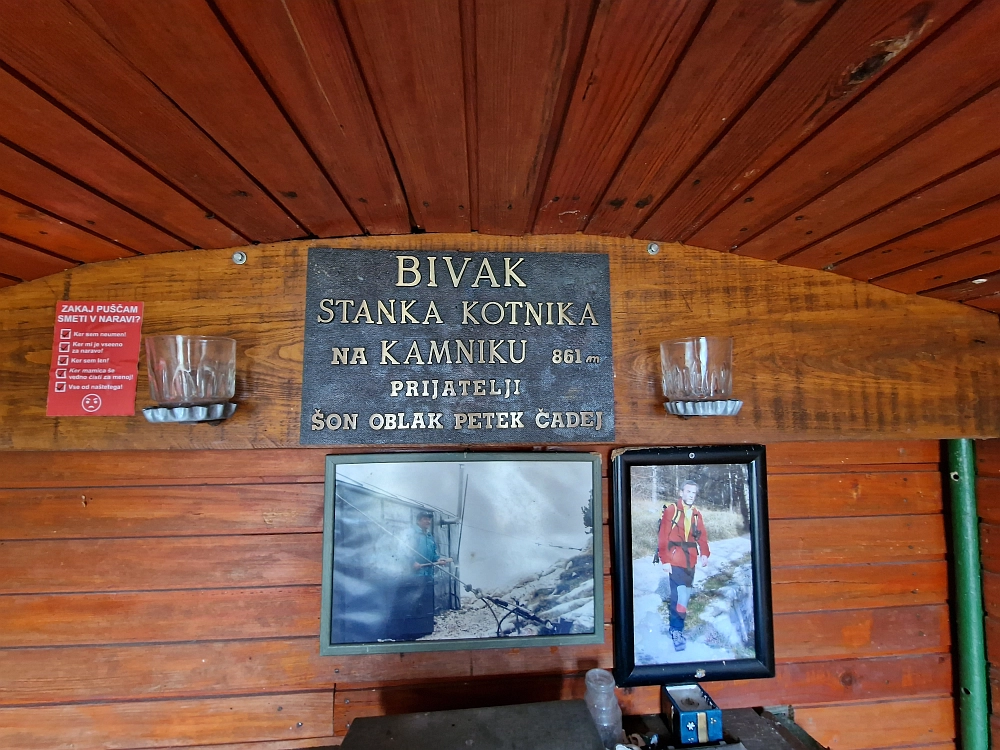 ZAKAJ PUŠČAM
SMETI V NARAVI?
Ker sem neumen!
Ker mi je vseeno
za naravo!
Ker sem len!
Ker mamica še
vedno čisti za menoj!
Vse od naštetega!
BIVAK
STANKA KOTNIKA
NA KAMNIKU 861 m
PRIJATELJI
ŠON OBLAK PETEK ČADEJ